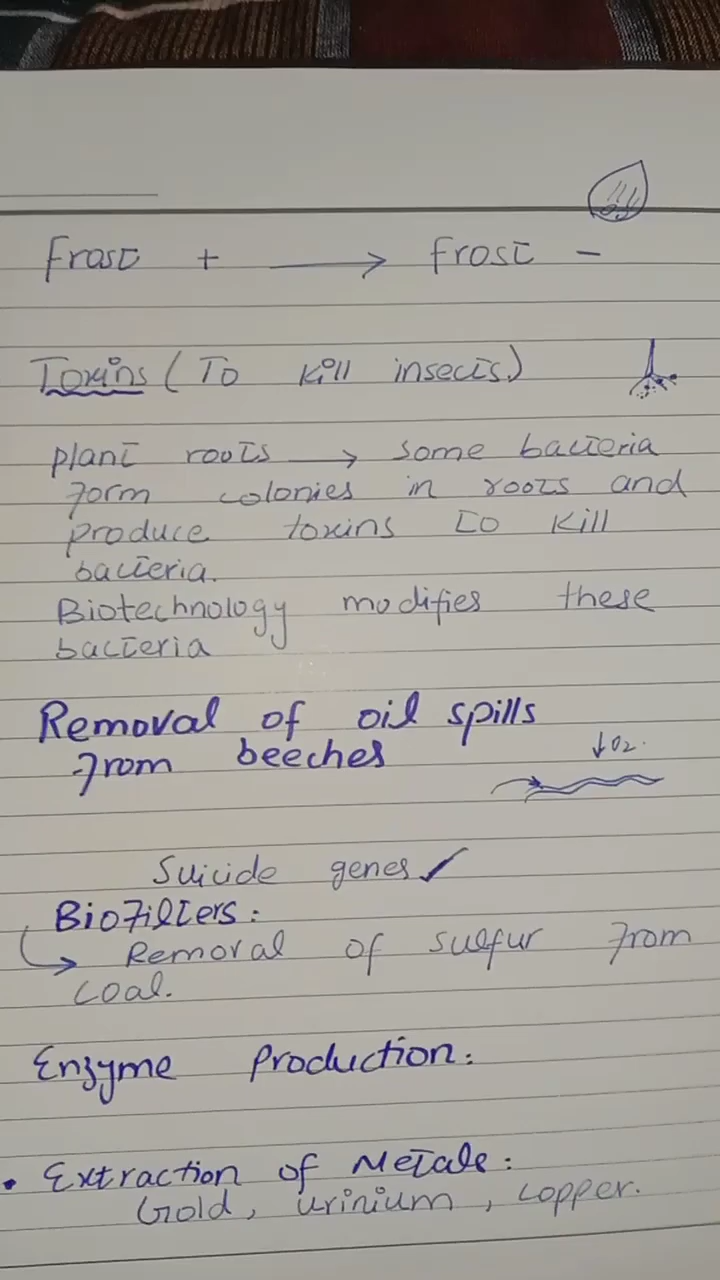 Frost + → frost –
Toxins (To kill insects)
plant roots → some bacteria
form colonies in roots and
produce toxins to kill
bacteria.
Biotechnology modifies these
bacteria
Removal of oil spills
from beeches
↓O2.
Suicide genes ✓
BioFilters:
↳ Removal of sulfur from
coal.
Enzyme Production:
• Extraction of Metals:
Gold, urinium, copper.